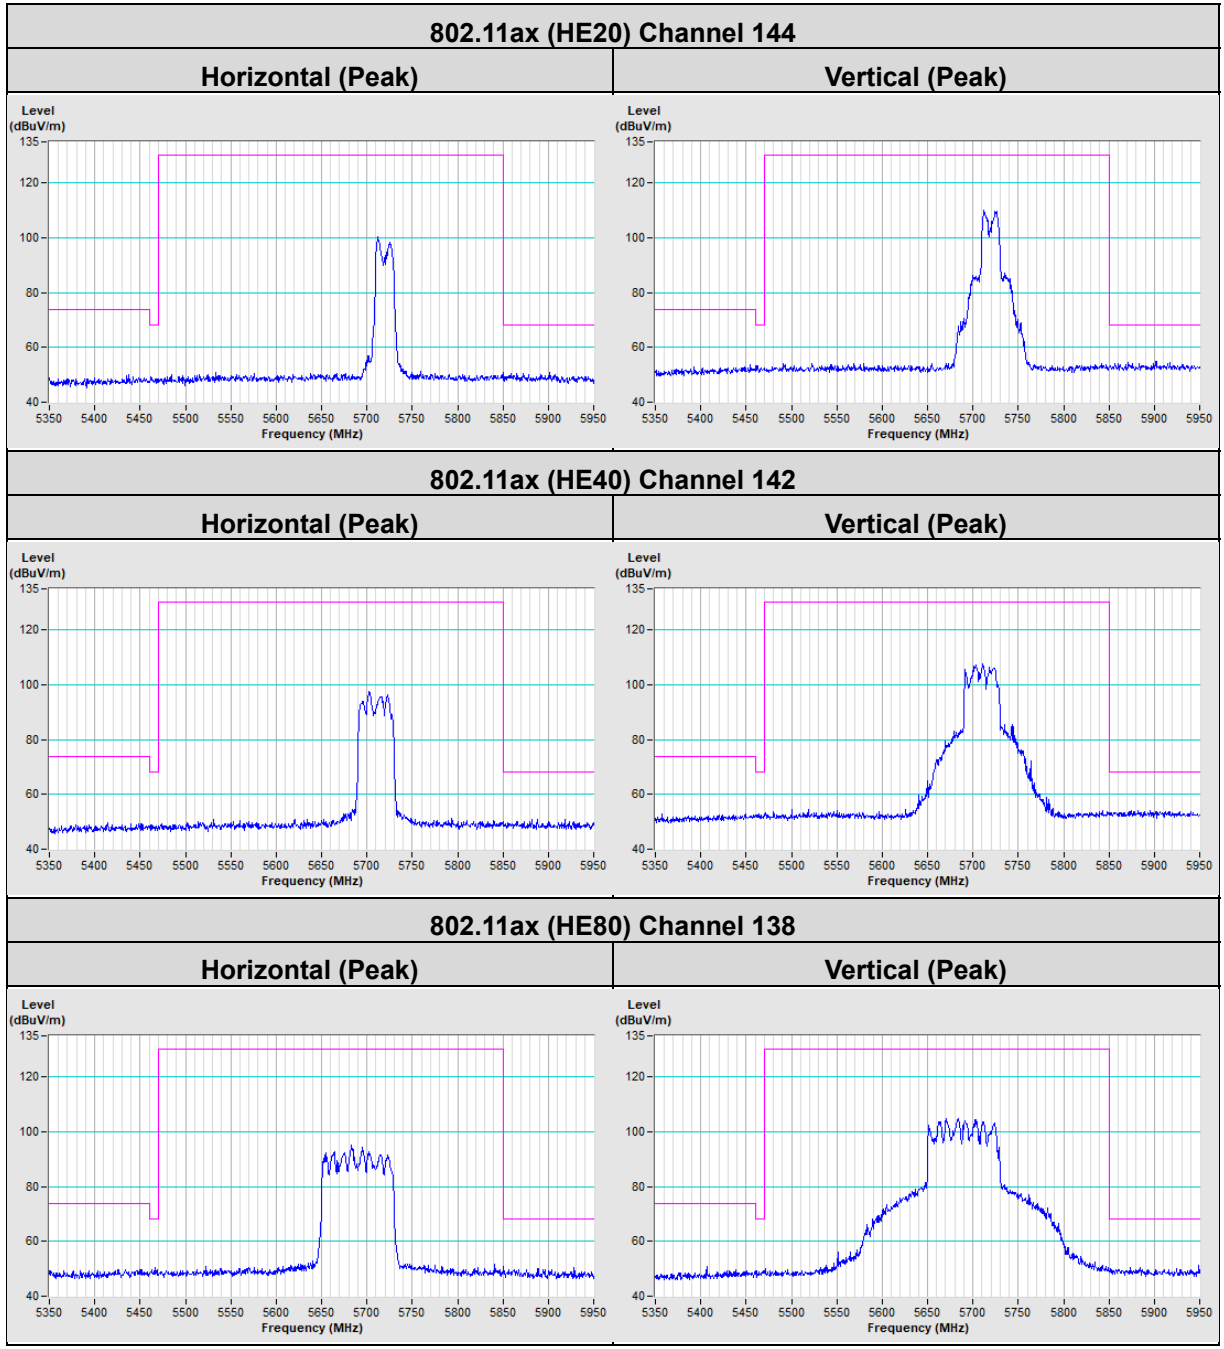 802.11ax (HE20) Channel 144
Horizontal (Peak)
Vertical (Peak)
Level
(dBuV/m)
135
120
100
80
60
40
5350 5400 5450 5500 5550 5600 5650 5700 5750 5800 5850 5900 5950
Frequency (MHz)
Level
(dBuV/m)
135
120
100
80
60
40
5350 5400 5450 5500 5550 5600 5650 5700 5750 5800 5850 5900 5950
Frequency (MHz)
802.11ax (HE40) Channel 142
Horizontal (Peak)
Vertical (Peak)
Level
(dBuV/m)
135
120
100
80
60
40
5350 5400 5450 5500 5550 5600 5650 5700 5750 5800 5850 5900 5950
Frequency (MHz)
Level
(dBuV/m)
135
120
100
80
60
40
5350 5400 5450 5500 5550 5600 5650 5700 5750 5800 5850 5900 5950
Frequency (MHz)
802.11ax (HE80) Channel 138
Horizontal (Peak)
Vertical (Peak)
Level
(dBuV/m)
135
120
100
80
60
40
5350 5400 5450 5500 5550 5600 5650 5700 5750 5800 5850 5900 5950
Frequency (MHz)
Level
(dBuV/m)
135
120
100
80
60
40
5350 5400 5450 5500 5550 5600 5650 5700 5750 5800 5850 5900 5950
Frequency (MHz)